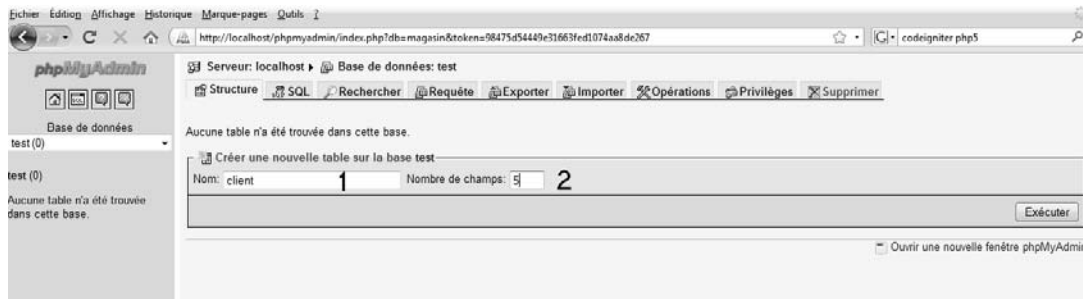 Fichier Édition Affichage Historique Marque-pages Outils ?
http://localhost/phpmyadmin/index.php?db=magasin&token=98475d54449e31663fed1074aa8de267
codeigniter php5
phpMyAdmin
Serveur: localhost ▸ Base de données: test
Structure SQL Rechercher Requête Exporter Importer Opérations Privilèges Supprimer
Base de données
test (0)
Aucune table n'a été trouvée dans cette base.
Créer une nouvelle table sur la base test
test (0)
Nom: client 1 Nombre de champs: 5 2
Aucune table n'a été trouvée
dans cette base.
Exécuter
Ouvrir une nouvelle fenêtre phpMyAdmin